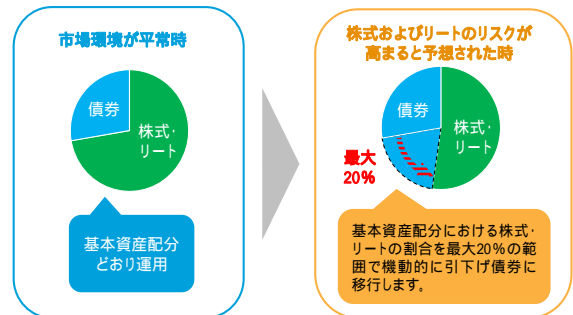 市場環境が平常時
債券
株式・
リート
基本資産配分
どおり運用
株式およびリートのリスクが
高まると予想された時
債券
株式・
リート
最大
20%
基本資産配分における株式・
リートの割合を最大20%の範
囲で機動的に引下げ債券に
移行します。